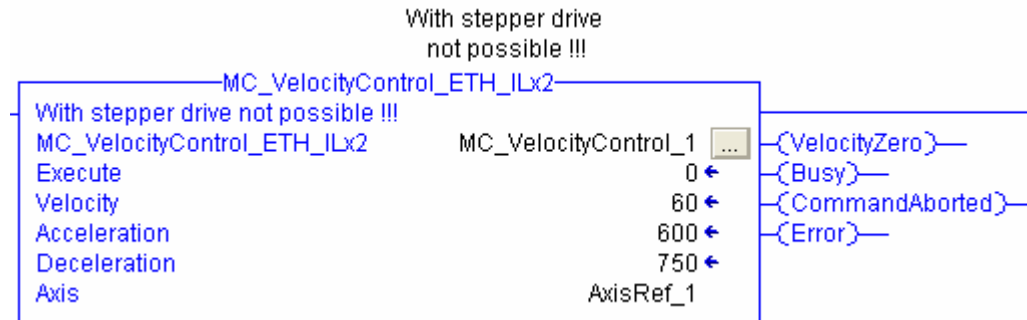 With stepper drive
not possible !!!
MC_VelocityControl_ETH_ILx2
With stepper drive not possible !!!
MC_VelocityControl_ETH_ILx2 MC_VelocityControl_1 ... VelocityZero
Execute 0 Busy
Velocity 60 CommandAborted
Acceleration 600 Error
Deceleration 750
Axis AxisRef_1